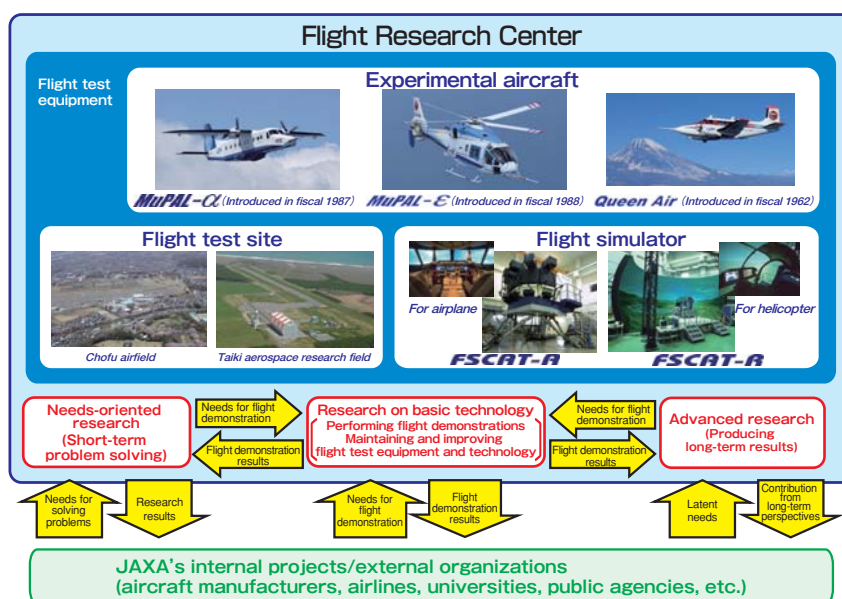 Flight Research Center
Flight test
equipment
Experimental aircraft
MuPAL-α (Introduced in fiscal 1987)
MuPAL-ε (Introduced in fiscal 1988)
Queen Air (Introduced in fiscal 1962)
Flight test site
Chofu airfield
Taiki aerospace research field
Flight simulator
For airplane
For helicopter
FSCAT-A
FSCAT-R
Needs-oriented
research
(Short-term
problem solving)
Needs for flight
demonstration
Flight demonstration
results
Research on basic technology
Performing flight demonstrations
Maintaining and improving
flight test equipment and technology
Needs for flight
demonstration
Flight demonstration
results
Advanced research
(Producing
long-term results)
Needs for
solving
problems
Research
results
Needs for
flight
demonstration
Flight
demonstration
results
Latent
needs
Contribution
from
long-term
perspectives
JAXA's internal projects/external organizations
(aircraft manufacturers, airlines, universities, public agencies, etc.)